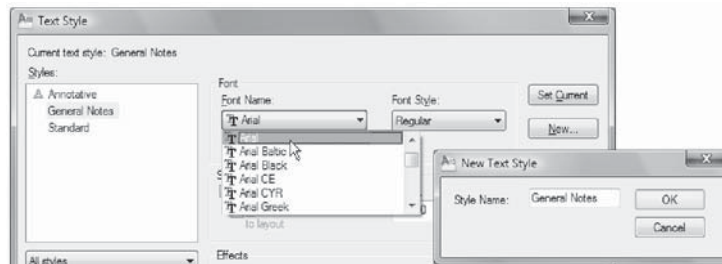 Text Style
Current text style: General Notes
Styles:
Annotative
General Notes
Standard
All styles
Font
Font Name:
Arial
Arial
Arial Baltic
Arial Black
Arial CE
Arial CYR
Arial Greek
to layout
Effects
Font Style:
Regular
Set Current
New...
New Text Style
Style Name:
General Notes
OK
Cancel